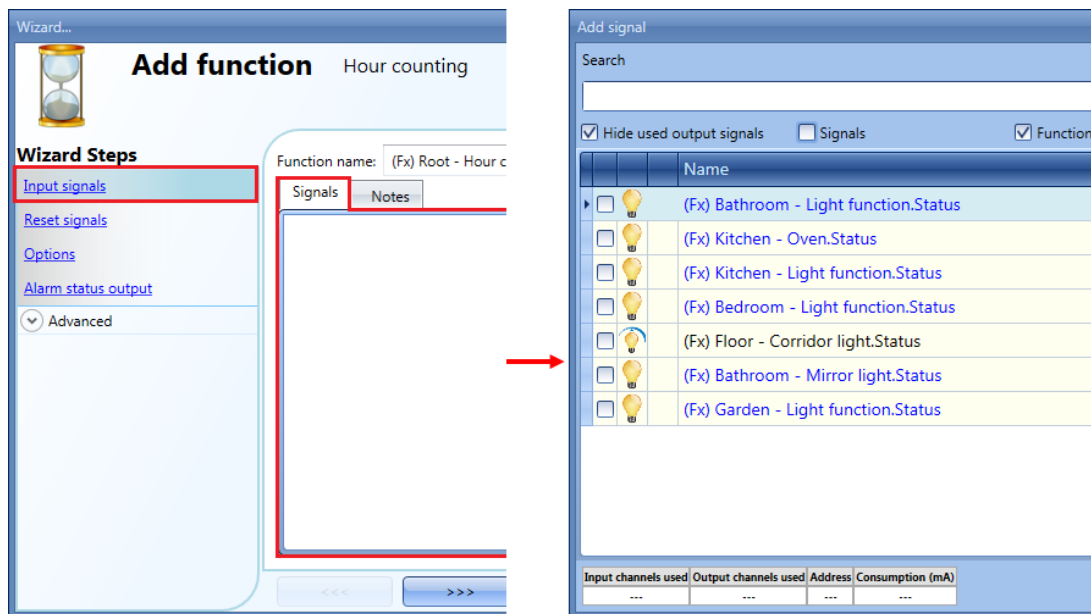 Wizard...
Add function Hour counting
Wizard Steps
Input signals
Reset signals
Options
Alarm status output
Advanced
Function name: (Fx) Root - Hour c
Signals Notes
<<< >>>
Add signal
Search
Hide used output signals Signals Function
Name
(Fx) Bathroom - Light function.Status
(Fx) Kitchen - Oven.Status
(Fx) Kitchen - Light function.Status
(Fx) Bedroom - Light function.Status
(Fx) Floor - Corridor light.Status
(Fx) Bathroom - Mirror light.Status
(Fx) Garden - Light function.Status
Input channels used Output channels used Address Consumption (mA)
--- --- --- ---